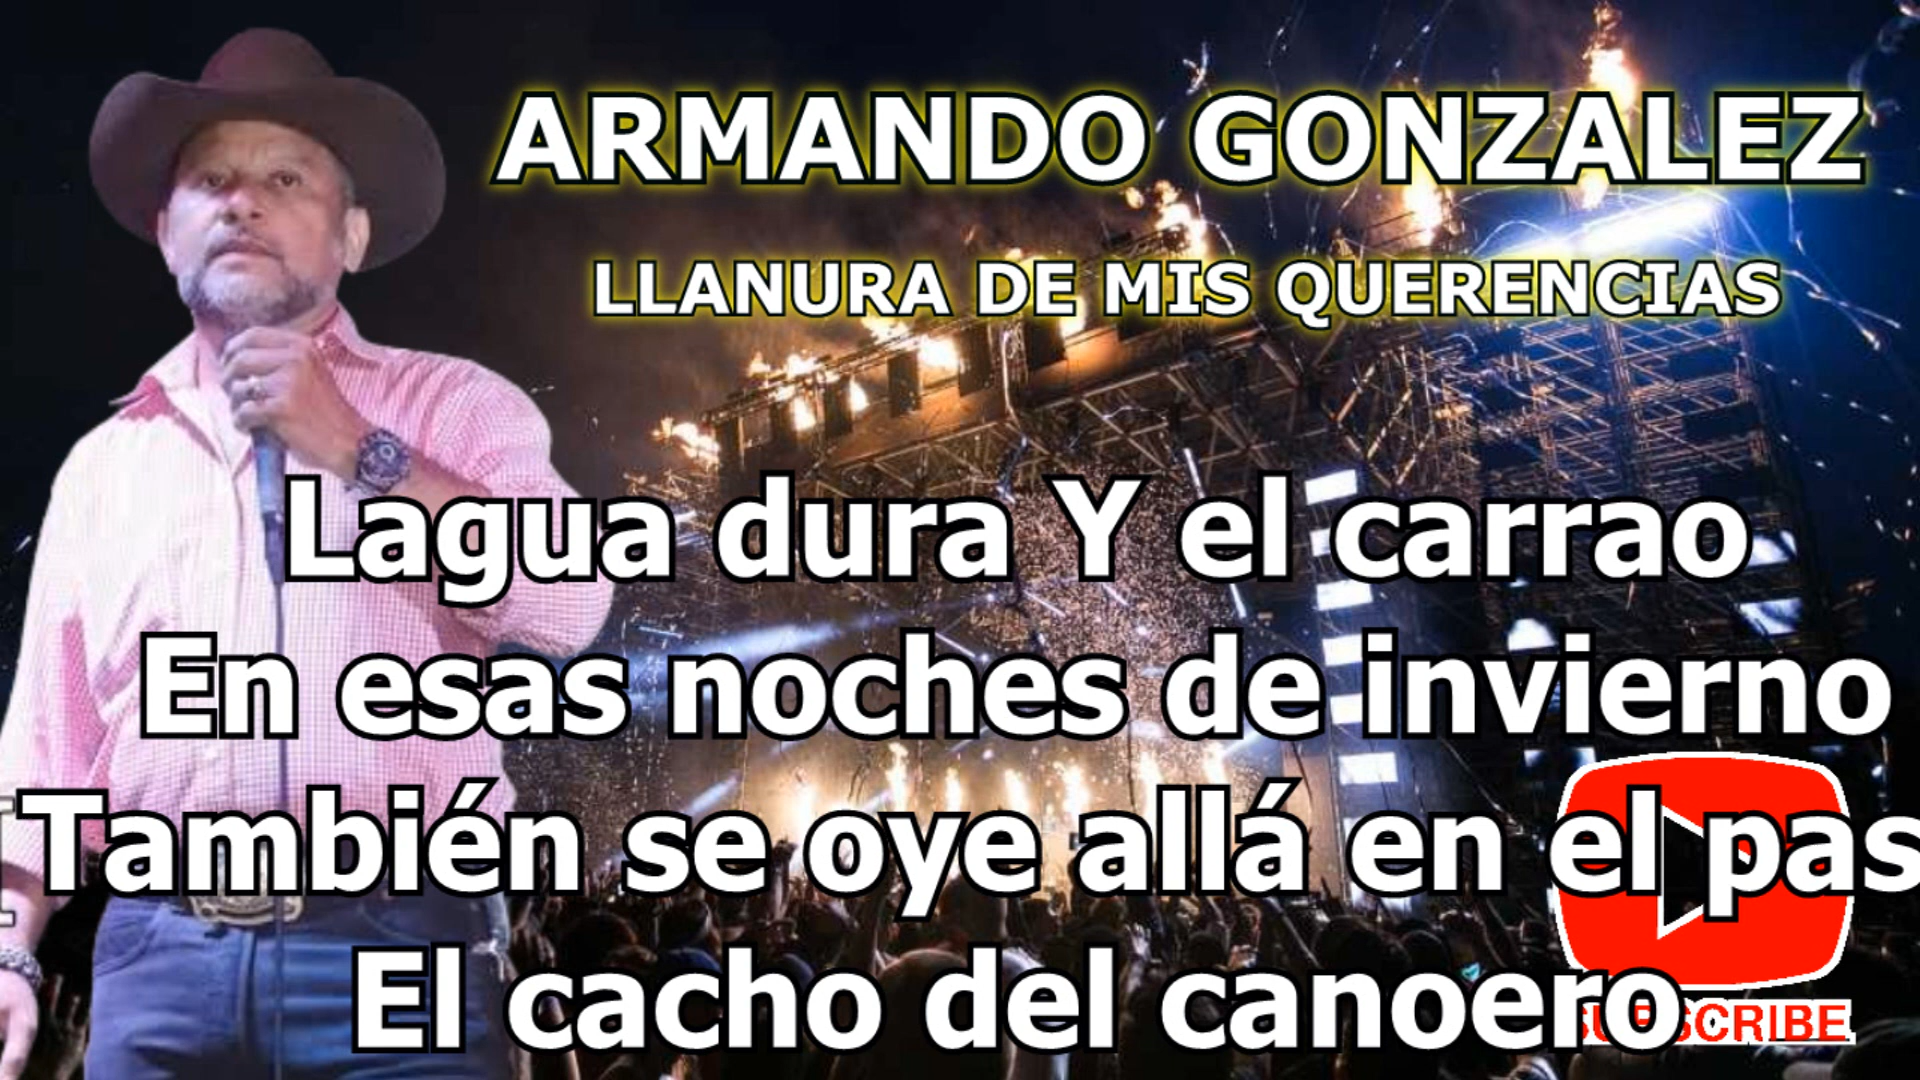 ARMANDO GONZALEZ
LLANURA DE MIS QUERENCIAS
Lagua dura Y el carrao
En esas noches de invierno
También se oye allá en el pas
El cacho del canoero
SUBSCRIBE